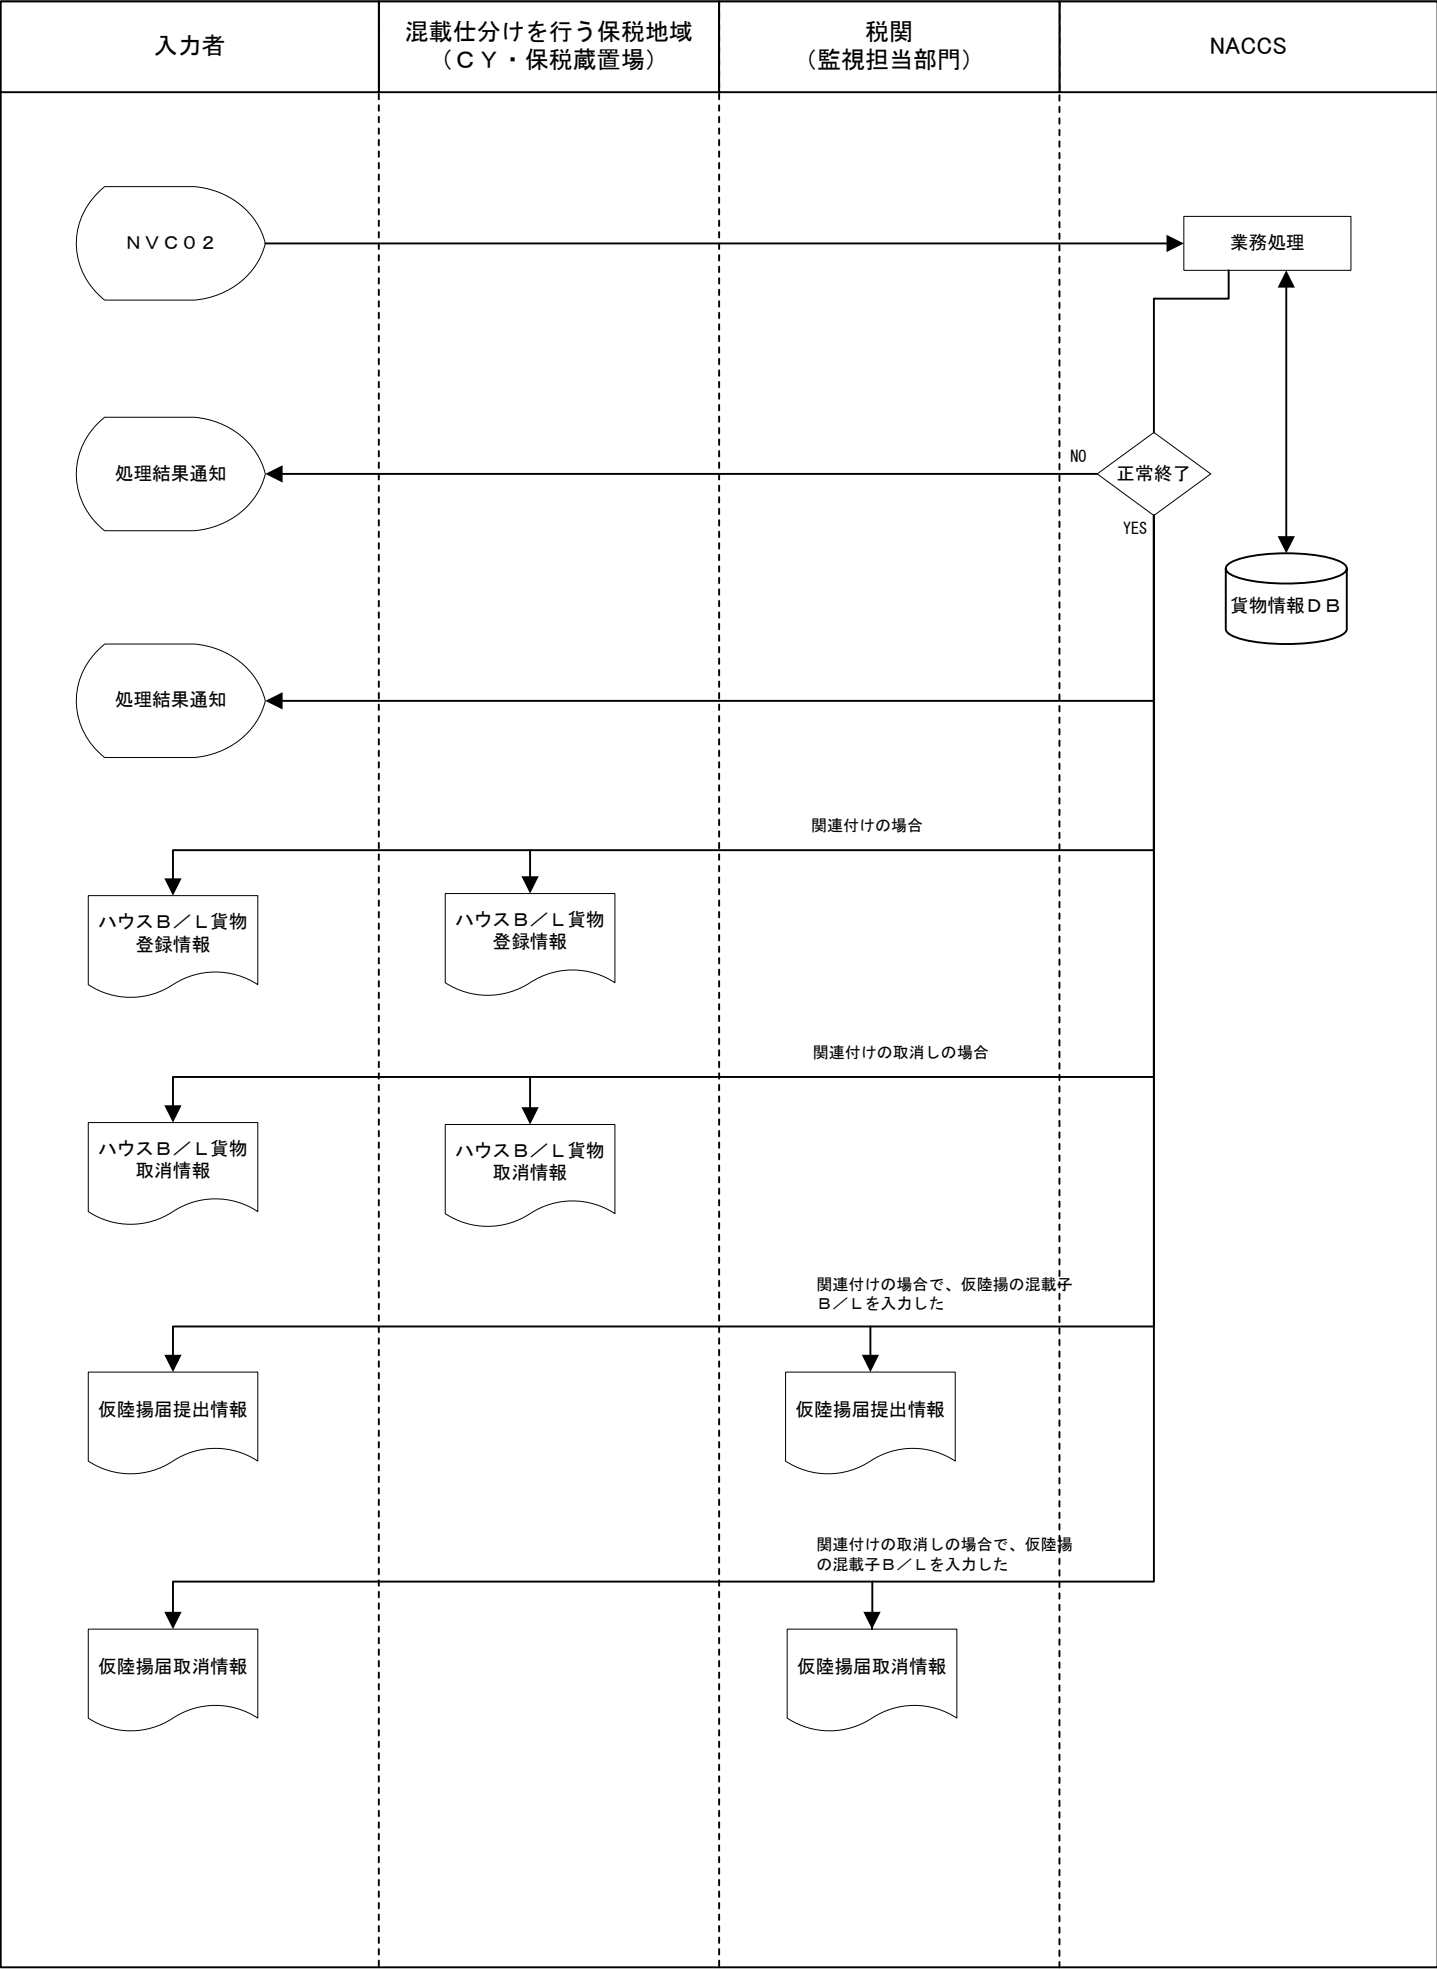 入力者
混載仕分けを行う保税地域
（ＣＹ・保税蔵置場）
税関
（監視担当部門）
NACCS
ＮＶＣ０２
業務処理
処理結果通知
NO
正常終了
YES
貨物情報ＤＢ
処理結果通知
関連付けの場合
ハウスＢ／Ｌ貨物
登録情報
ハウスＢ／Ｌ貨物
登録情報
関連付けの取消しの場合
ハウスＢ／Ｌ貨物
取消情報
ハウスＢ／Ｌ貨物
取消情報
関連付けの場合で、仮陸揚の混載子
Ｂ／Ｌを入力した
仮陸揚届提出情報
仮陸揚届提出情報
関連付けの取消しの場合で、仮陸揚
の混載子Ｂ／Ｌを入力した
仮陸揚届取消情報
仮陸揚届取消情報